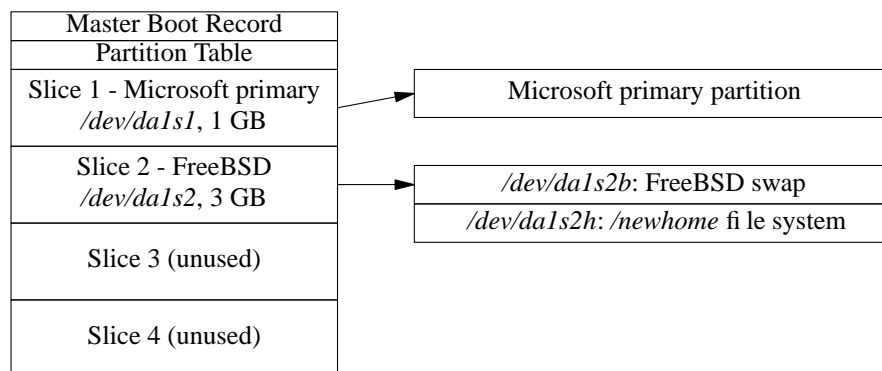 Master Boot Record
Partition Table
Slice 1 - Microsoft primary
/dev/da1s1, 1 GB
Microsoft primary partition
Slice 2 - FreeBSD
/dev/da1s2, 3 GB
/dev/da1s2b: FreeBSD swap
/dev/da1s2h: /newhome fi le system
Slice 3 (unused)
Slice 4 (unused)